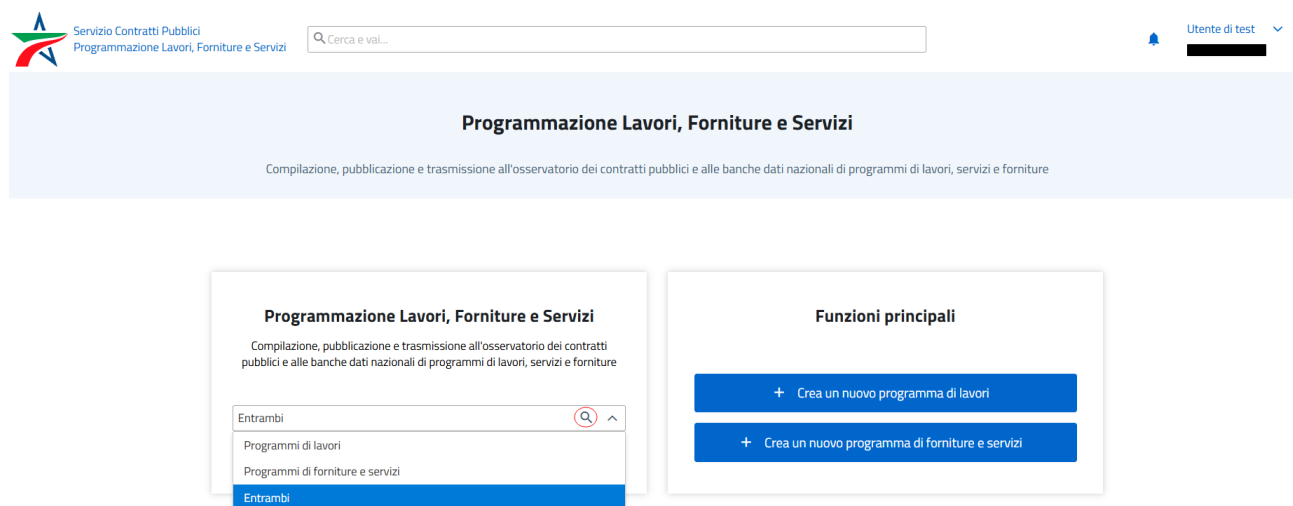 Servizio Contratti Pubblici
Programmazione Lavori, Forniture e Servizi
Cerca e vai...
Utente di test
Programmazione Lavori, Forniture e Servizi
Compilazione, pubblicazione e trasmissione all'osservatorio dei contratti pubblici e alle banche dati nazionali di programmi di lavori, servizi e forniture
Programmazione Lavori, Forniture e Servizi
Compilazione, pubblicazione e trasmissione all'osservatorio dei contratti
pubblici e alle banche dati nazionali di programmi di lavori, servizi e forniture
Entrambi
Programmi di lavori
Programmi di forniture e servizi
Entrambi
Funzioni principali
+ Crea un nuovo programma di lavori
+ Crea un nuovo programma di forniture e servizi